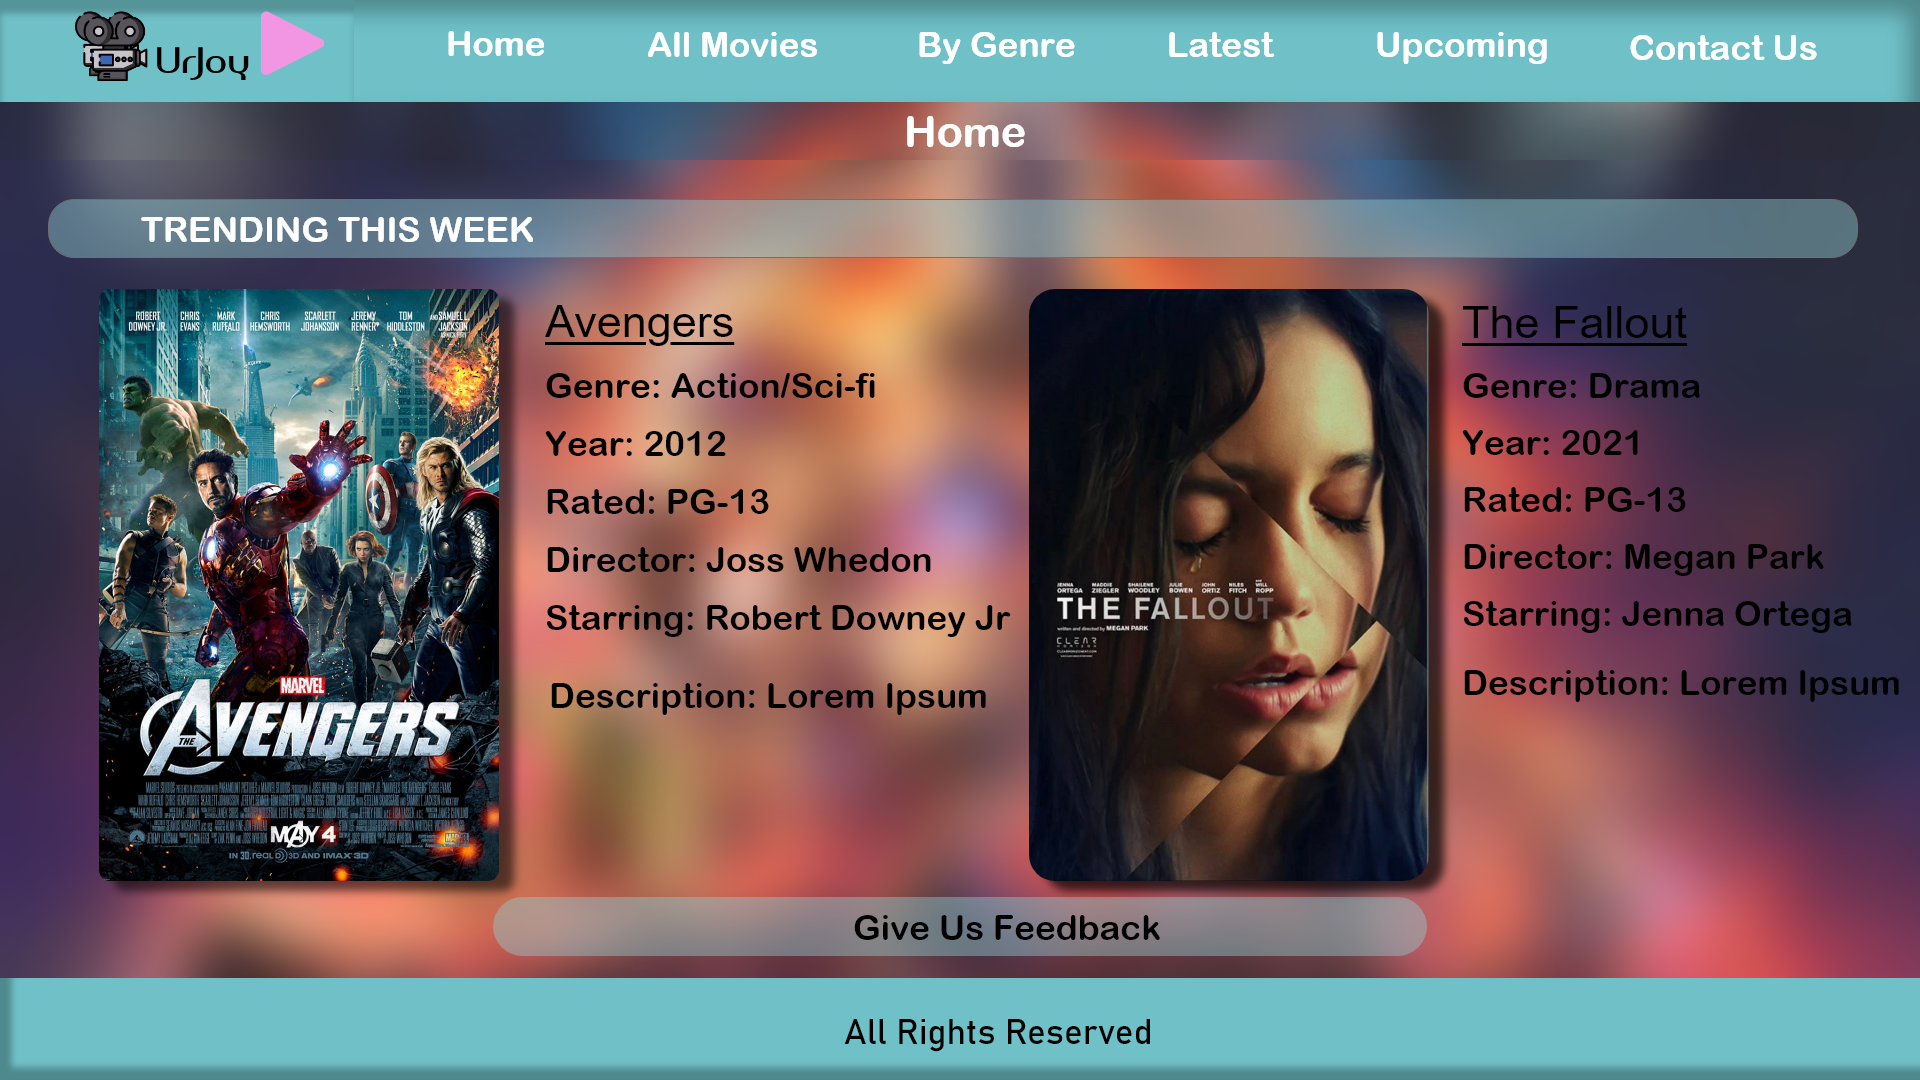 UrJoy
Home
All Movies
By Genre
Latest
Upcoming
Contact Us
Home
TRENDING THIS WEEK
ROBERT DOWNEY JR.
CHRIS EVANS
MARK RUFFALO
CHRIS HEMSWORTH
SCARLETT JOHANSSON
JEREMY RENNER
TOM HIDDLESTON
AND SAMUEL L. JACKSON
MARVEL
THE AVENGERS
MAY 4
IN 3D, REAL D 3D AND IMAX 3D
Avengers
Genre: Action/Sci-fi
Year: 2012
Rated: PG-13
Director: Joss Whedon
Starring: Robert Downey Jr
Description: Lorem Ipsum
JENNA ORTEGA
MADDIE ZIEGLER
SHAILENE WOODLEY
JULIE BOWEN
JOHN ORTIZ
NILES FITCH
AND WILL ROPP
THE FALLOUT
written and directed by MEGAN PARK
CLEAR
HORIZON
The Fallout
Genre: Drama
Year: 2021
Rated: PG-13
Director: Megan Park
Starring: Jenna Ortega
Description: Lorem Ipsum
Give Us Feedback
All Rights Reserved